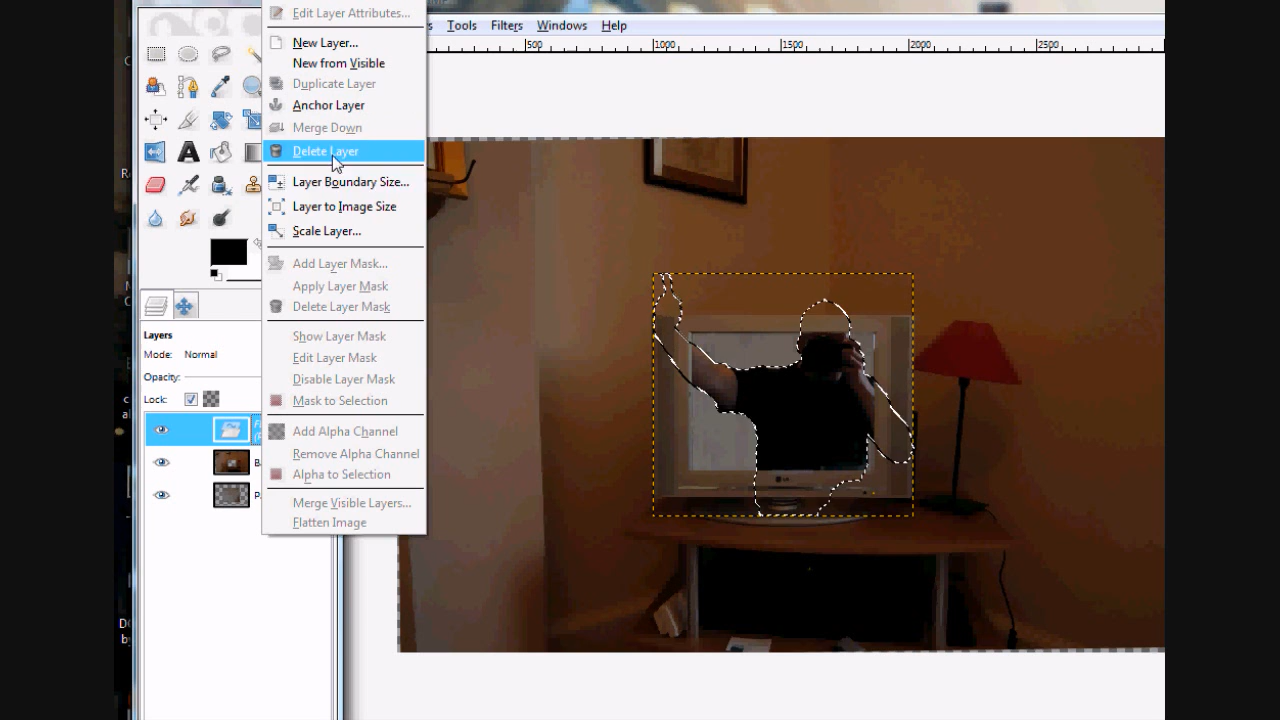 Edit Layer Attributes...
s Tools Filters Windows Help
New Layer...
500 1000 1500 2000 2500
New from Visible
Duplicate Layer
Anchor Layer
Merge Down
Delete Layer
Layer Boundary Size...
Layer to Image Size
Scale Layer...
Add Layer Mask...
Apply Layer Mask
Delete Layer Mask
Layers
Show Layer Mask
Mode: Normal
Edit Layer Mask
Opacity:
Disable Layer Mask
Lock:
Mask to Selection
Add Alpha Channel
Remove Alpha Channel
Alpha to Selection
Merge Visible Layers...
Flatten Image
LG